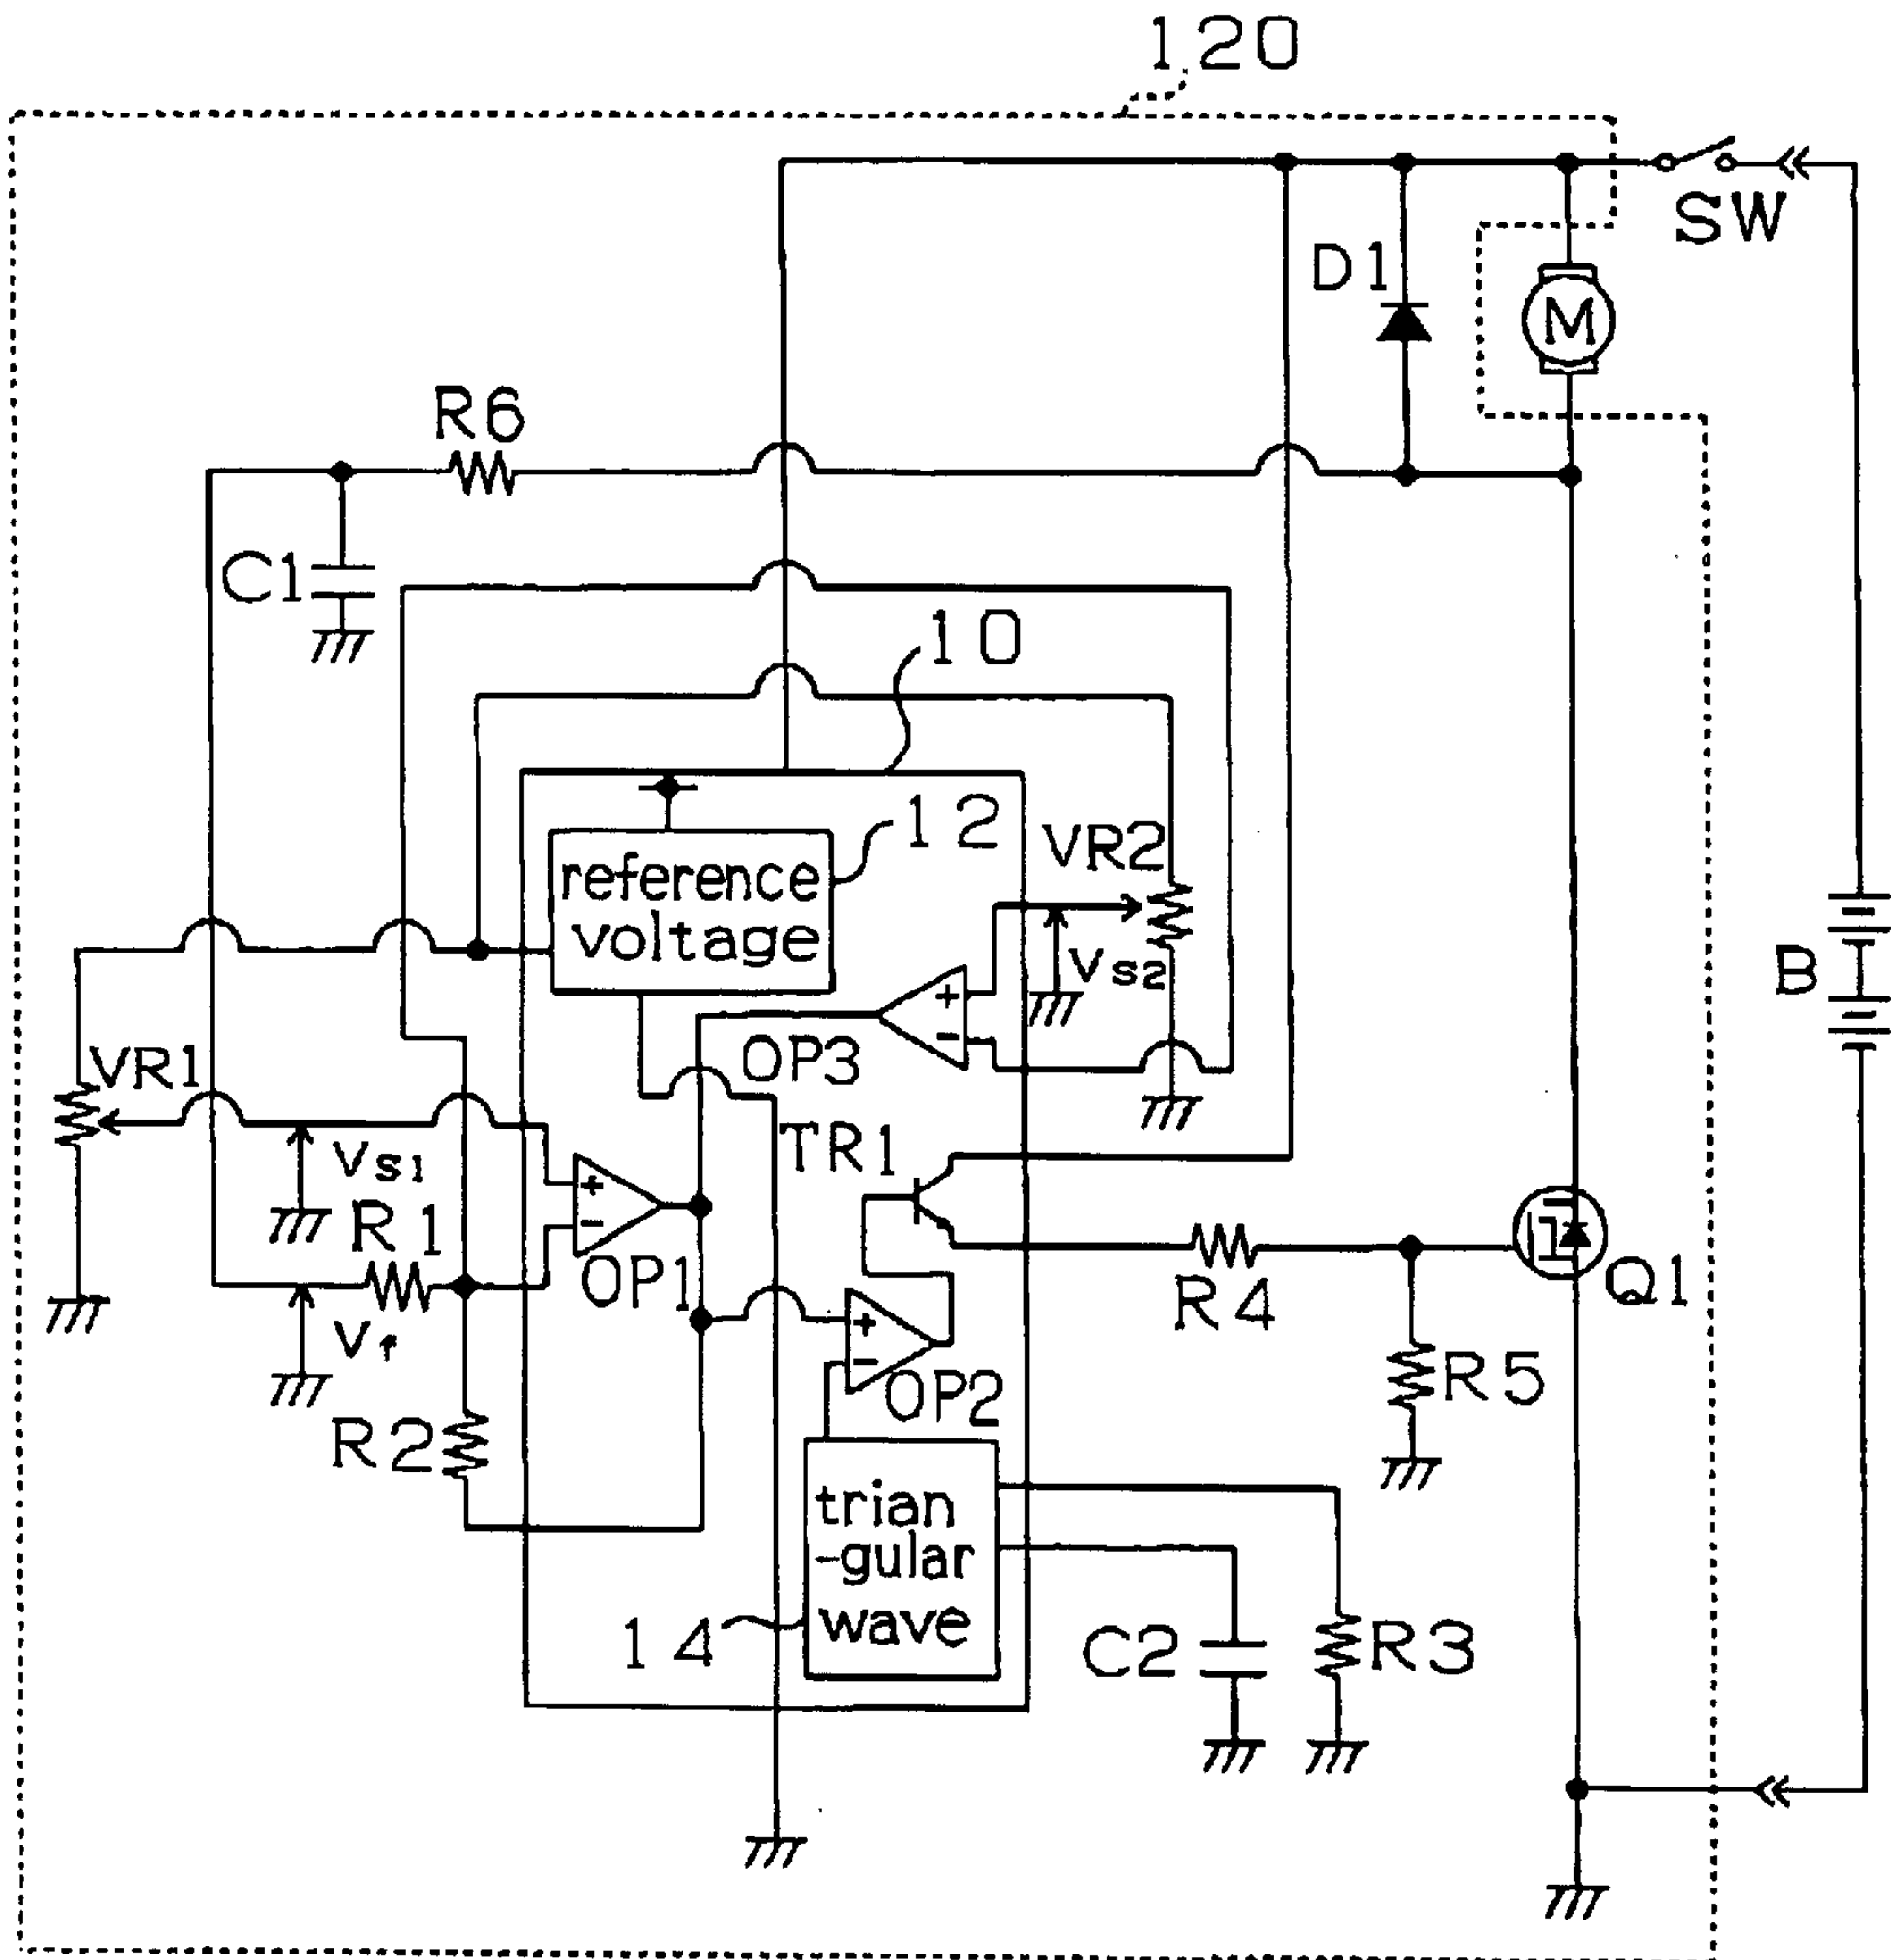 120
SW
D1
M
R6
C1
10
12
reference
voltage
VR2
Vs2
B
OP3
VR1
TR1
Vs1
R1
OP1
Q1
R4
Vf
OP2
R5
R2
trian
-gular
wave
14
C2
R3